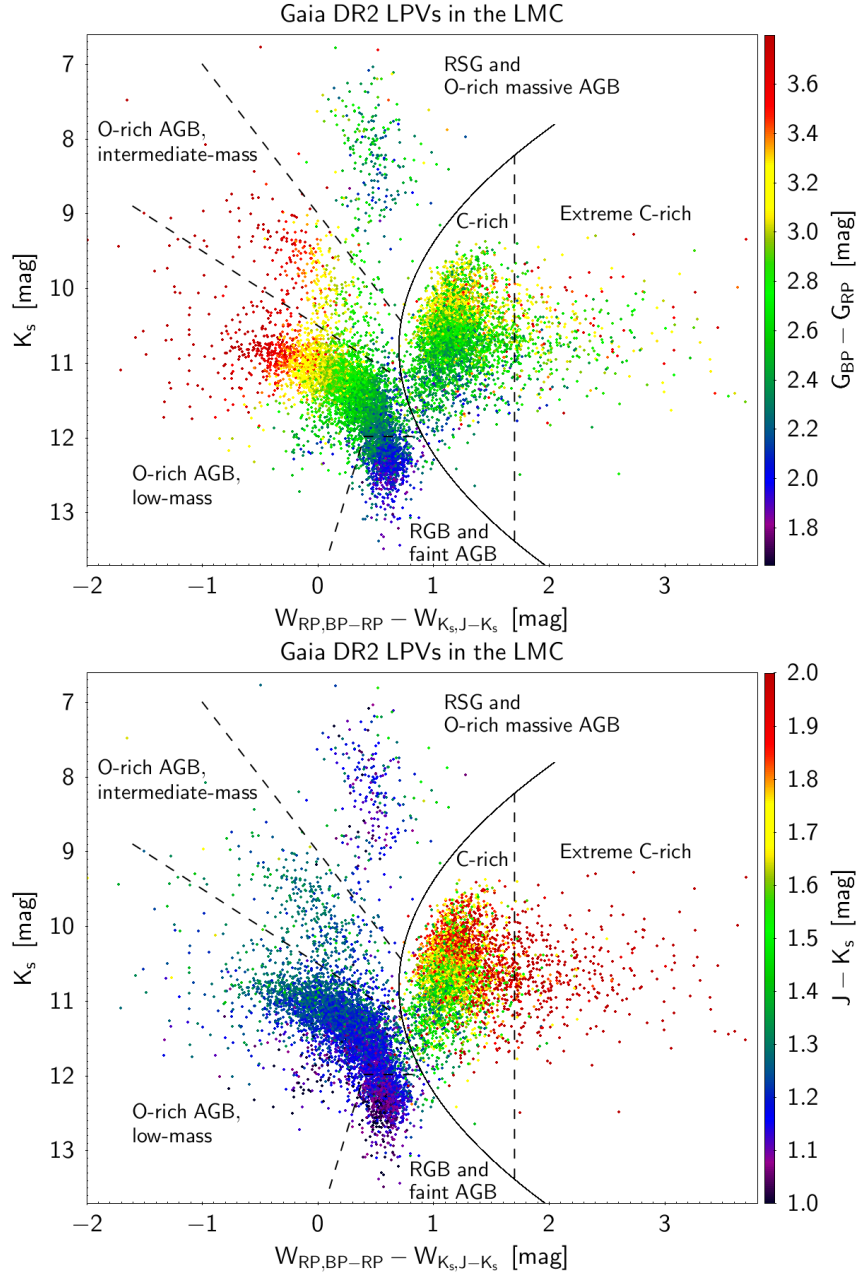 Gaia DR2 LPVs in the LMC
RSG and
O-rich massive AGB
O-rich AGB,
intermediate-mass
C-rich
Extreme C-rich
O-rich AGB,
low-mass
RGB and
faint AGB
7
8
9
10
11
12
13
Kₛ [mag]
−2
−1
0
1
2
3
W_RP,BP−RP − W_Kₛ,J−Kₛ [mag]
3.6
3.4
3.2
3.0
2.8
2.6
2.4
2.2
2.0
1.8
G_BP − G_RP [mag]
Gaia DR2 LPVs in the LMC
RSG and
O-rich massive AGB
O-rich AGB,
intermediate-mass
C-rich
Extreme C-rich
O-rich AGB,
low-mass
RGB and
faint AGB
7
8
9
10
11
12
13
Kₛ [mag]
−2
−1
0
1
2
3
W_RP,BP−RP − W_Kₛ,J−Kₛ [mag]
2.0
1.9
1.8
1.7
1.6
1.5
1.4
1.3
1.2
1.1
1.0
J − Kₛ [mag]